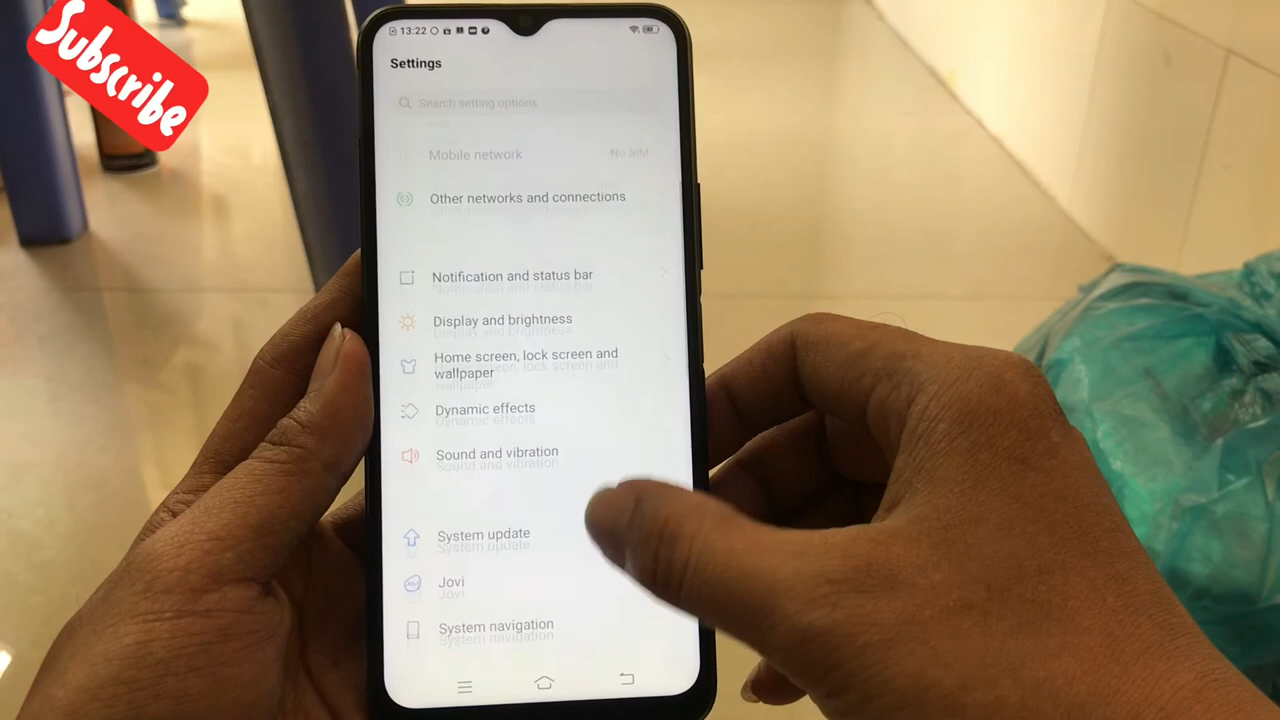 Subscribe
13:22
Settings
Search setting options
Mobile network No SIM
Other networks and connections
Notification and status bar
Display and brightness
Home screen, lock screen and
wallpaper
Dynamic effects
Sound and vibration
System update
Jovi
System navigation